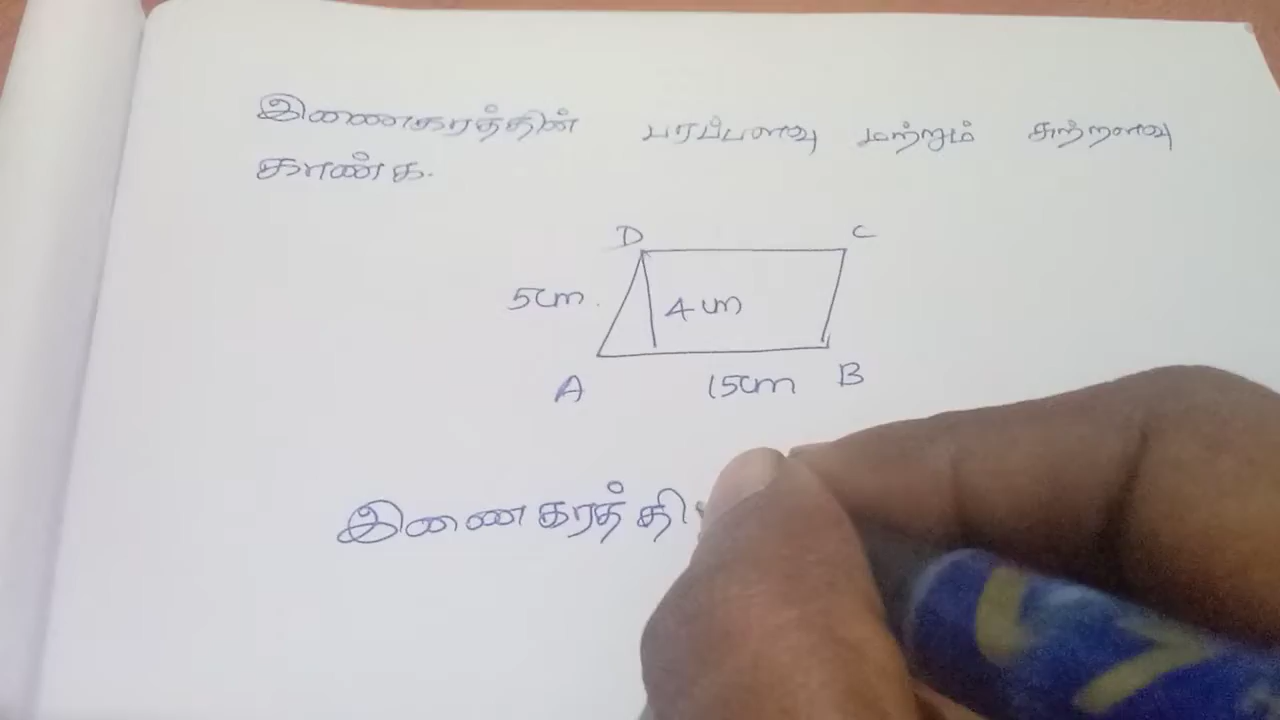 இணைகரத்தின் பரப்பளவு மற்றும் சுற்றளவு
காண்க.
D C
5cm 4cm
A 15cm B
இணைகரத்தி